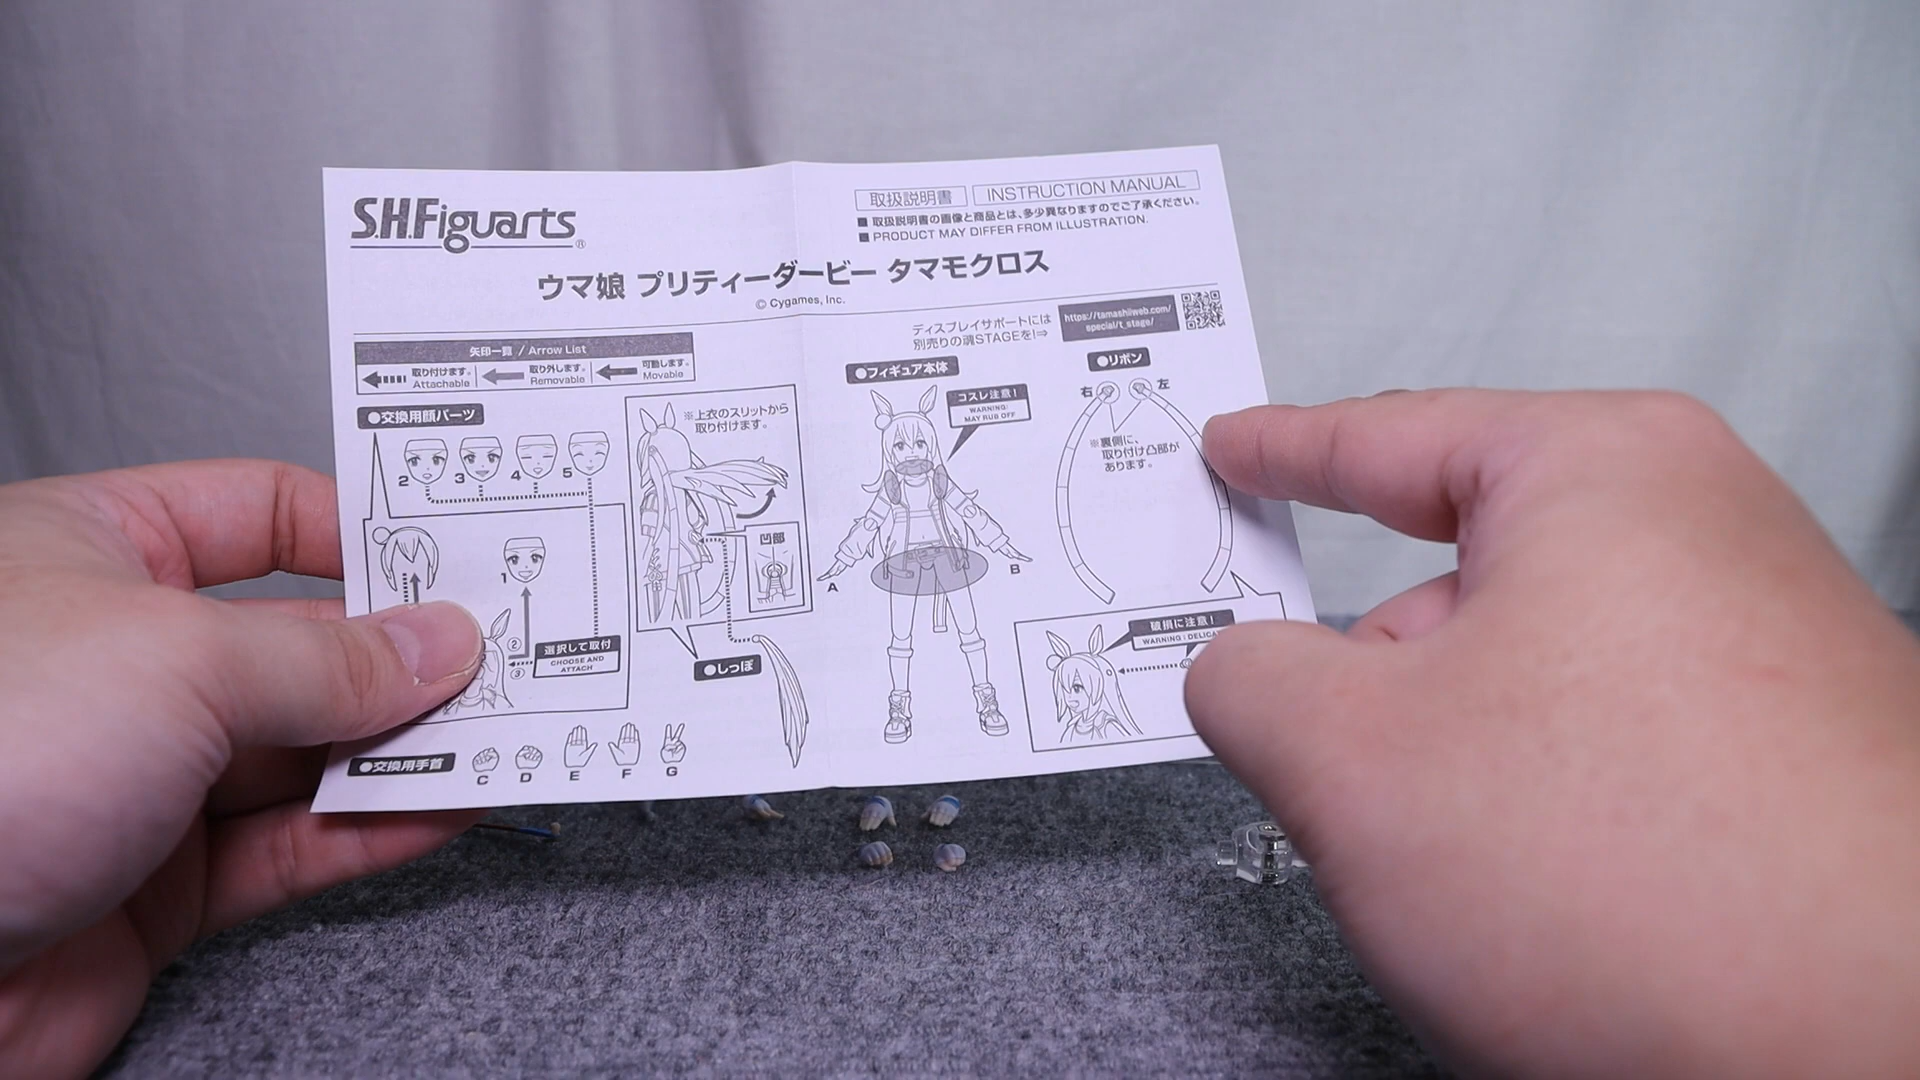 S.H.Figuarts®
取扱説明書 INSTRUCTION MANUAL
■ 取扱説明書の画像と商品とは、多少異なりますのでご了承ください。
■ PRODUCT MAY DIFFER FROM ILLUSTRATION.
ウマ娘 プリティーダービー タマモクロス
© Cygames, Inc.
ディスプレイサポートには
別売りの魂STAGEを!⇒
https://tamashiiweb.com/
special/t_stage/
矢印一覧 / Arrow List
取り付けます。
Attachable
取り外します。
Removable
可動します。
Movable
●交換用顔パーツ
2 3 4 5
1
②
③
選択して取付
CHOOSE AND
ATTACH
※上衣のスリットから
取り付けます。
凹部
●しっぽ
●交換用手首
C D E F G
●フィギュア本体
コスレ注意!
WARNING:
MAY RUB OFF
A
B
●リボン
右
左
※裏側に、
取り付け凸部が
あります。
破損に注意!
WARNING: